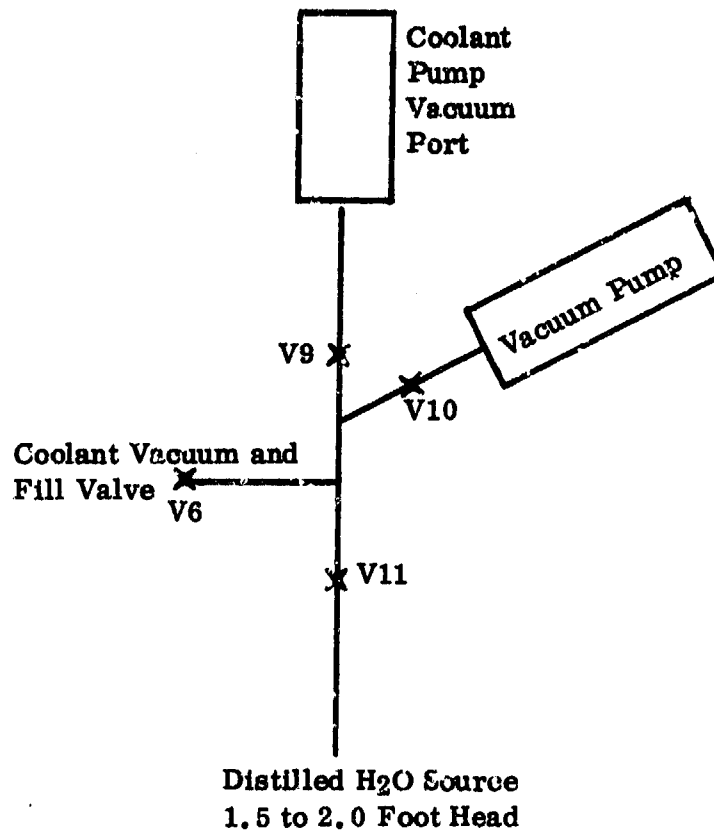 Coolant
Pump
Vacuum
Port
Vacuum Pump
V9
V10
Coolant Vacuum and
Fill Valve
V6
V11
Distilled H₂O Source
1.5 to 2.0 Foot Head